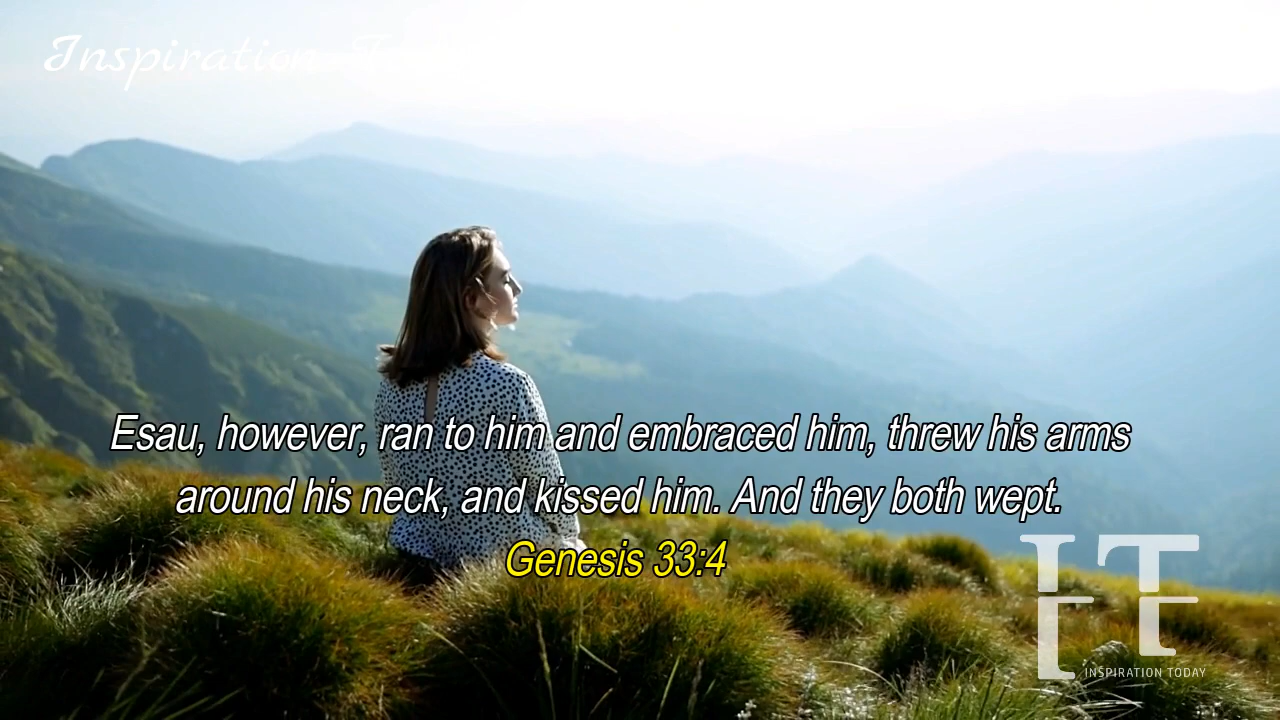 Inspiration
Esau, however, ran to him and embraced him, threw his arms
around his neck, and kissed him. And they both wept.
Genesis 33:4
IT
INSPIRATION TODAY